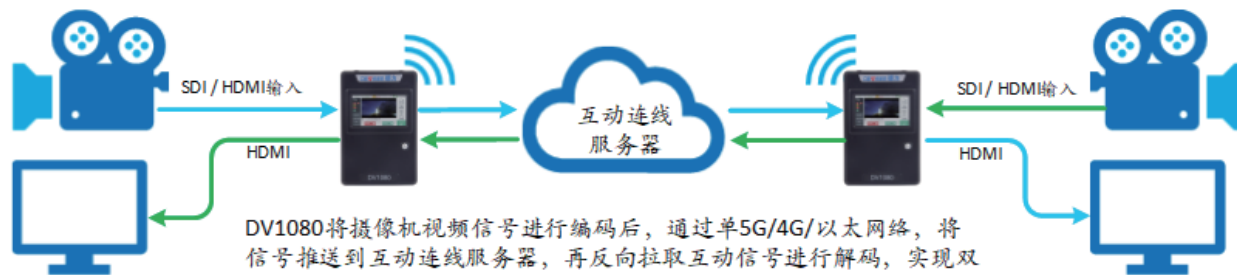 SDI / HDMI输入
SDI / HDMI输入
互动连线
服务器
HDMI
HDMI
DV1080
DV1080
DV1080将摄像机视频信号进行编码后，通过单5G/4G/以太网络，将
信号推送到互动连线服务器，再反向拉取互动信号进行解码，实现双